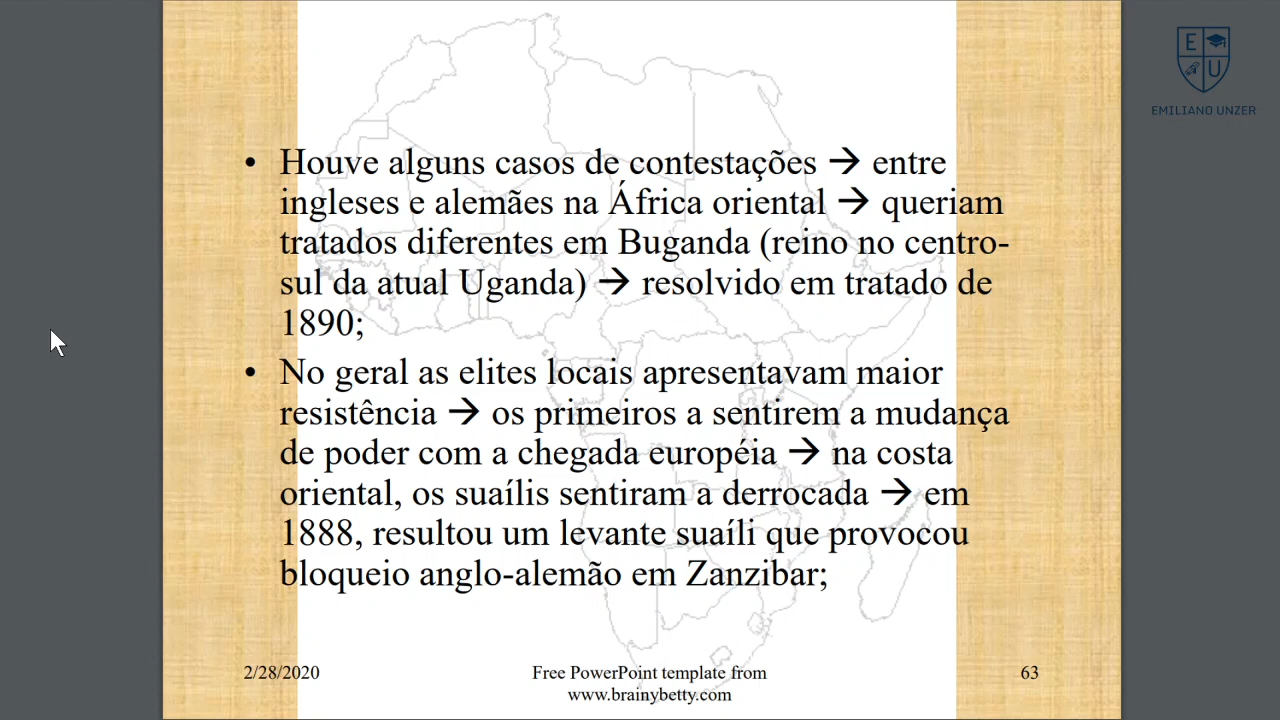 E
U
EMILIANO UNZER
• Houve alguns casos de contestações → entre
ingleses e alemães na África oriental → queriam
tratados diferentes em Buganda (reino no centro-
sul da atual Uganda) → resolvido em tratado de
1890;
• No geral as elites locais apresentavam maior
resistência → os primeiros a sentirem a mudança
de poder com a chegada européia → na costa
oriental, os suaílis sentiram a derrocada → em
1888, resultou um levante suaíli que provocou
bloqueio anglo-alemão em Zanzibar;
2/28/2020
Free PowerPoint template from
www.brainybetty.com
63